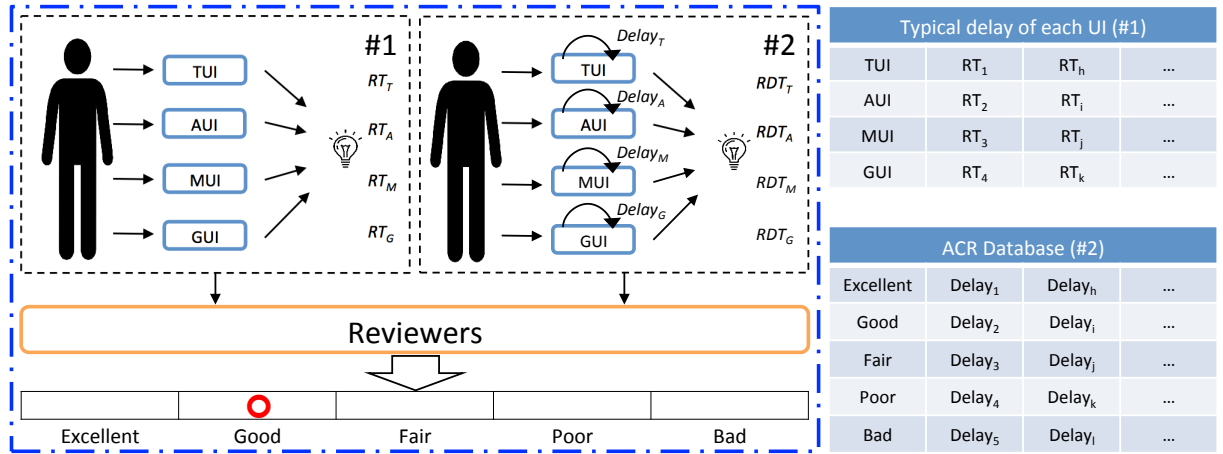 #1
TUI
AUI
MUI
GUI
RT_T
RT_A
RT_M
RT_G
#2
Delay_T
TUI
Delay_A
AUI
Delay_M
MUI
Delay_G
GUI
RDT_T
RDT_A
RDT_M
RDT_G
Reviewers
Excellent Good Fair Poor Bad
Typical delay of each UI (#1)
TUI RT_1 RT_h ...
AUI RT_2 RT_i ...
MUI RT_3 RT_j ...
GUI RT_4 RT_k ...
ACR Database (#2)
Excellent Delay_1 Delay_h ...
Good Delay_2 Delay_i ...
Fair Delay_3 Delay_j ...
Poor Delay_4 Delay_k ...
Bad Delay_5 Delay_l ...